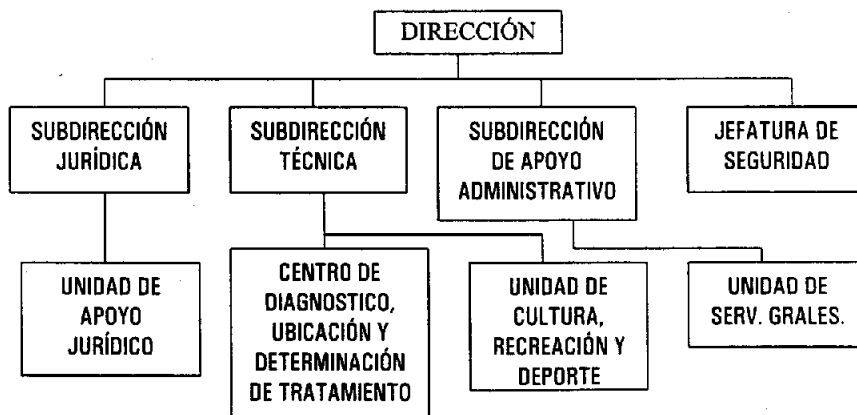 DIRECCIÓN
SUBDIRECCIÓN
JURÍDICA
SUBDIRECCIÓN
TÉCNICA
SUBDIRECCIÓN
DE APOYO
ADMINISTRATIVO
JEFATURA DE
SEGURIDAD
UNIDAD DE
APOYO
JURÍDICO
CENTRO DE
DIAGNOSTICO,
UBICACIÓN Y
DETERMINACIÓN
DE TRATAMIENTO
UNIDAD DE
CULTURA,
RECREACIÓN Y
DEPORTE
UNIDAD DE
SERV. GRALES.